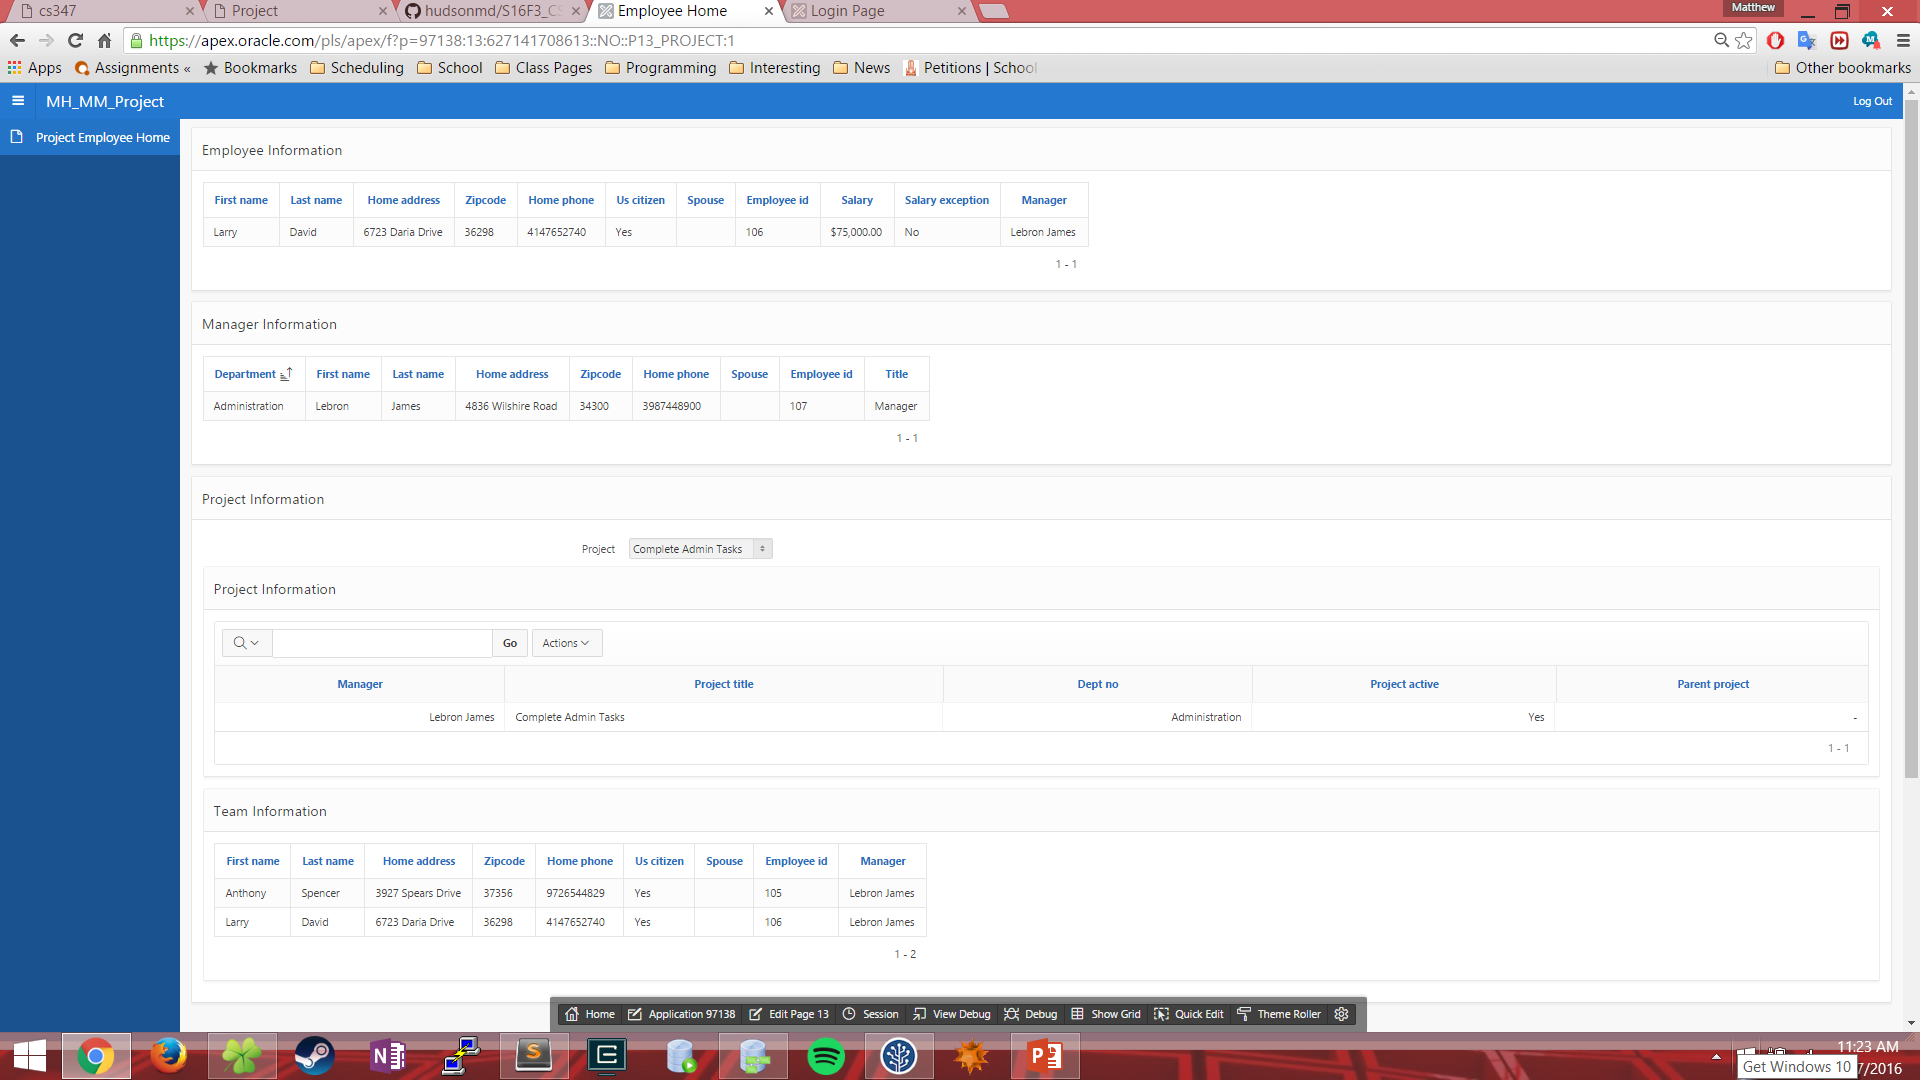 cs347 Project hudsonmd/S16F3_CS Employee Home Login Page Matthew
https://apex.oracle.com/pls/apex/f?p=97138:13:627141708613::NO::P13_PROJECT:1
Apps Assignments « Bookmarks Scheduling School Class Pages Programming Interesting News Petitions | School Other bookmarks
MH_MM_Project Log Out
Project Employee Home
Employee Information
First name Last name Home address Zipcode Home phone Us citizen Spouse Employee id Salary Salary exception Manager
Larry David 6723 Daria Drive 36298 4147652740 Yes 106 $75,000.00 No Lebron James
1 - 1
Manager Information
Department First name Last name Home address Zipcode Home phone Spouse Employee id Title
Administration Lebron James 4836 Wilshire Road 34300 3987448900 107 Manager
1 - 1
Project Information
Project Complete Admin Tasks
Project Information
Go Actions
Manager Project title Dept no Project active Parent project
Lebron James Complete Admin Tasks Administration Yes -
1 - 1
Team Information
First name Last name Home address Zipcode Home phone Us citizen Spouse Employee id Manager
Anthony Spencer 3927 Spears Drive 37356 9726544829 Yes 105 Lebron James
Larry David 6723 Daria Drive 36298 4147652740 Yes 106 Lebron James
1 - 2
Home Application 97138 Edit Page 13 Session View Debug Debug Show Grid Quick Edit Theme Roller
11:23 AM
Get Windows 10 7/2016